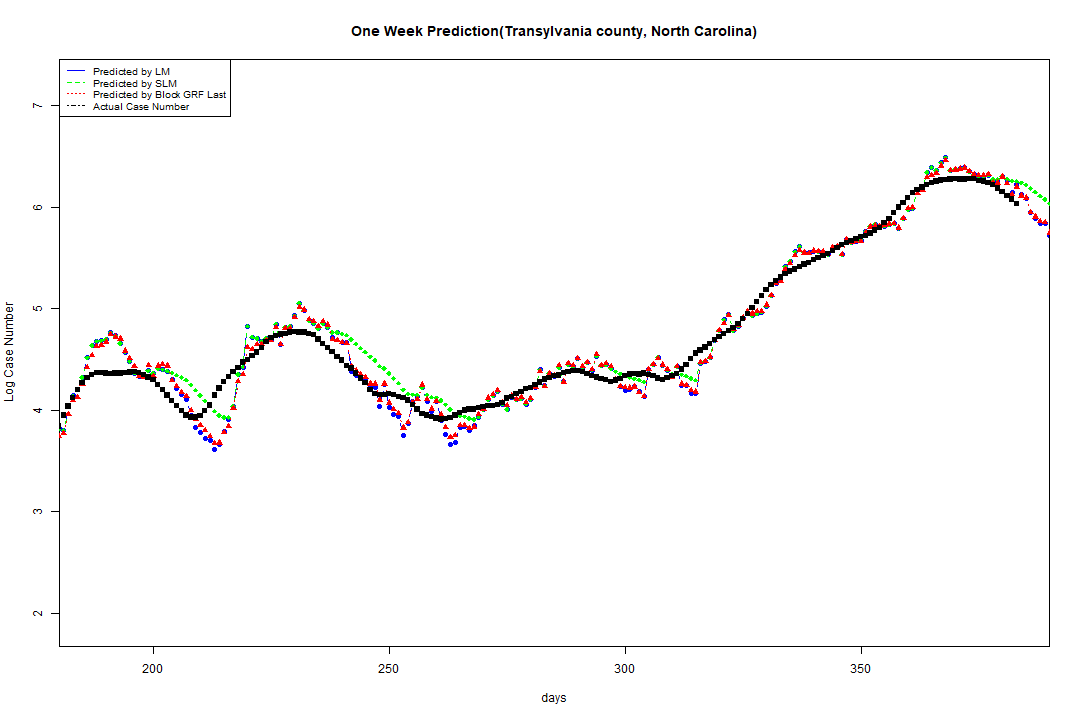 One Week Prediction(Transylvania county, North Carolina)
Predicted by LM
Predicted by SLM
Predicted by Block GRF Last
Actual Case Number
Log Case Number
7
6
5
4
3
2
200 250 300 350
days